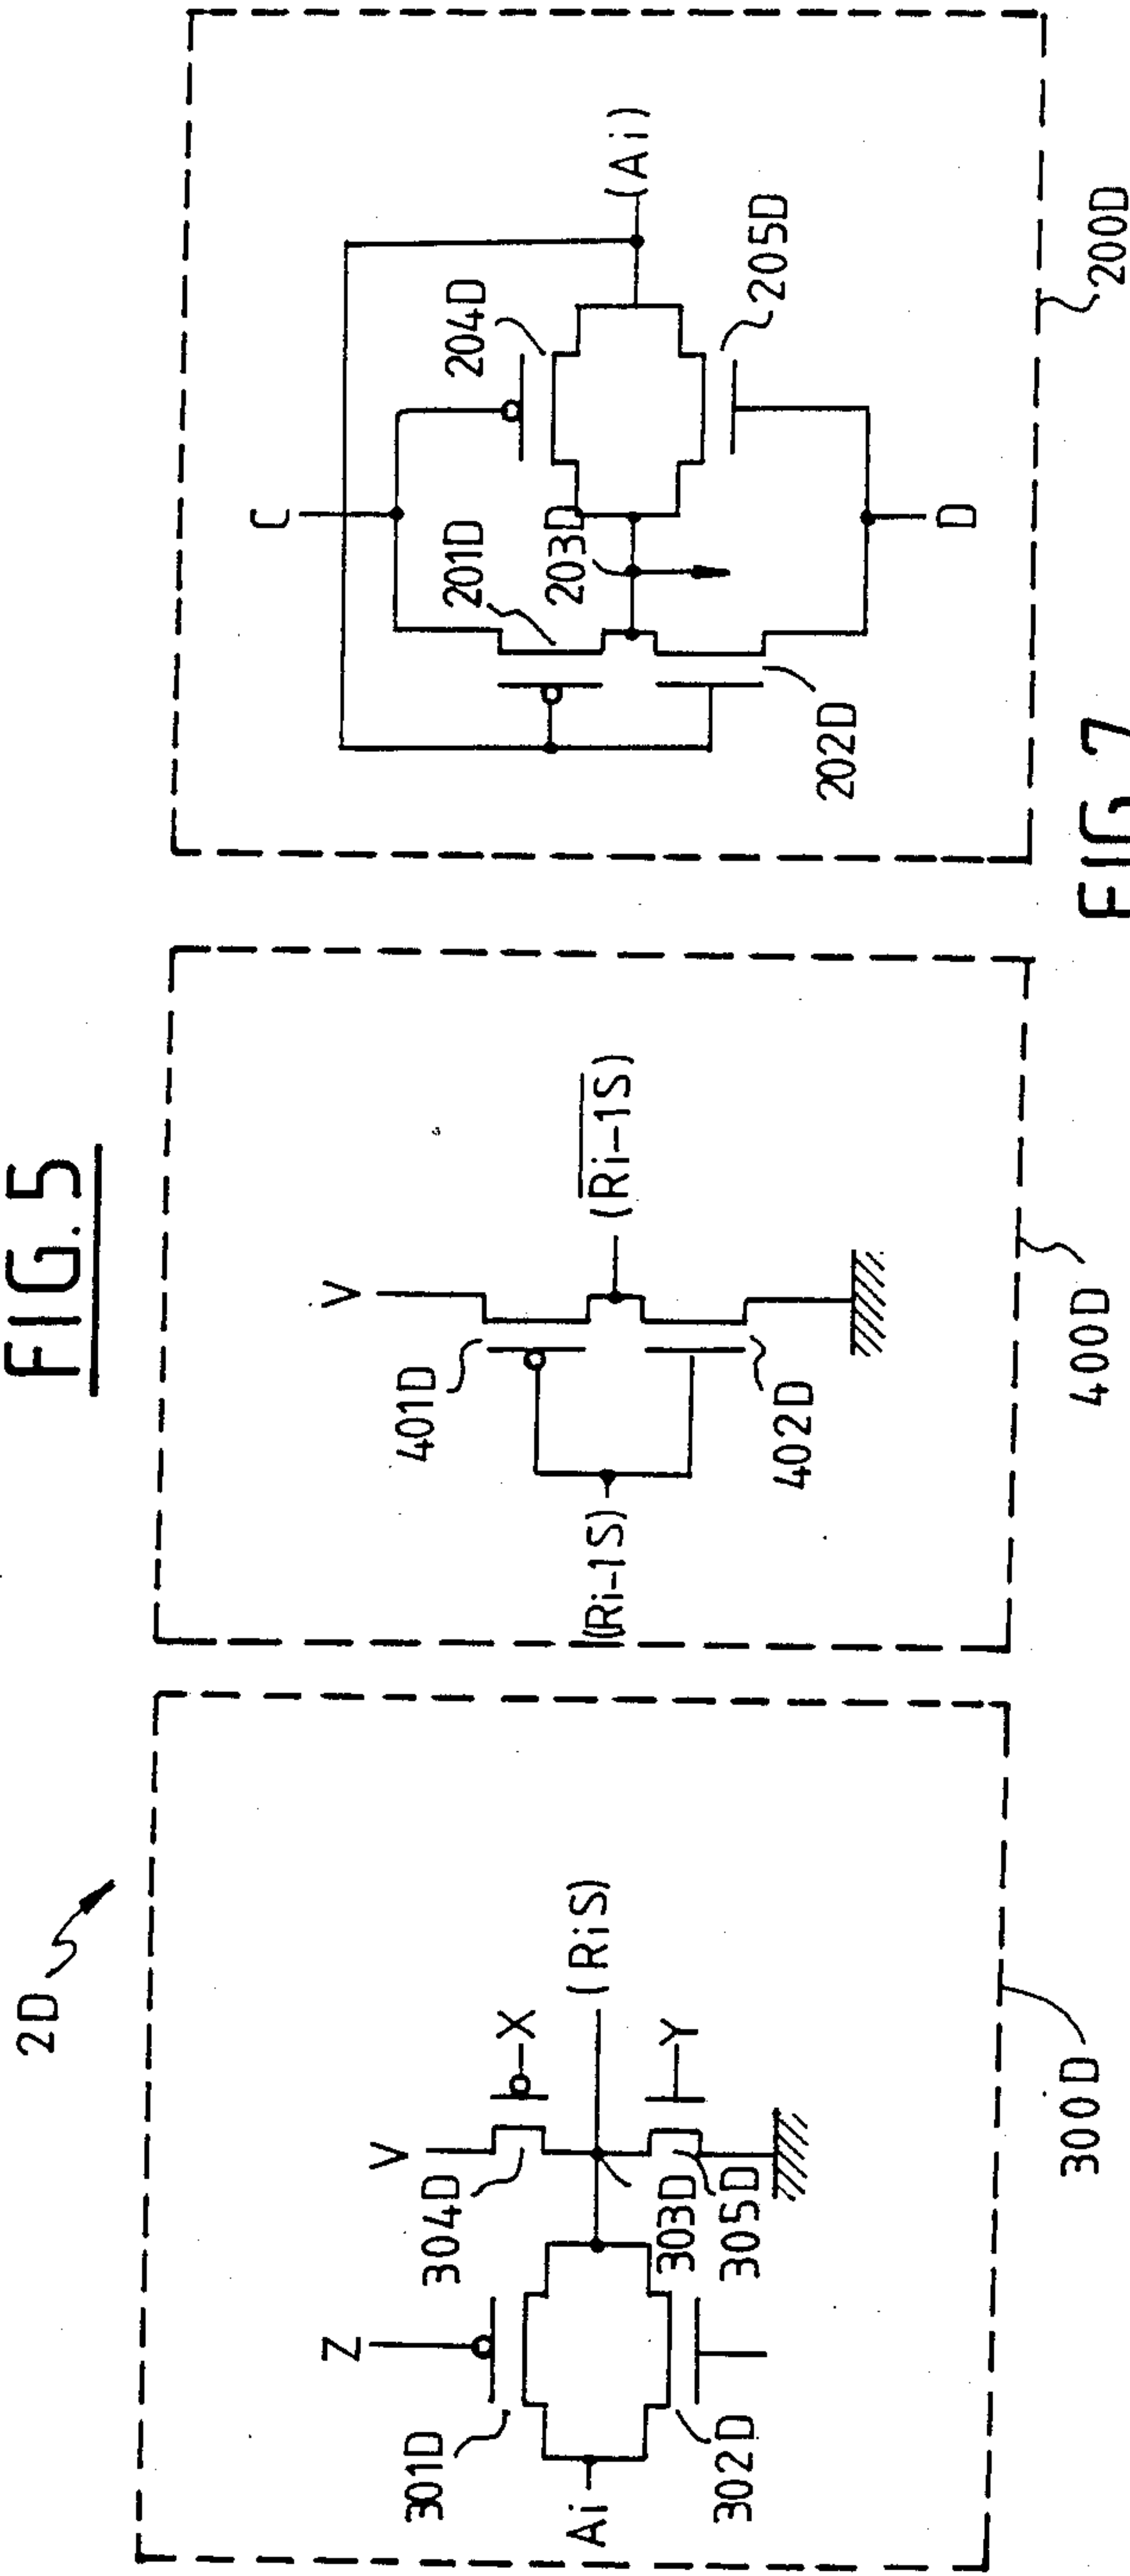 FIG. 5
2D
Z
301D
Ai
302D
V
304D
X
(RiS)
303D
305D
Y
300D
(Ri-1S)
401D
V
(Ri-1S)
402D
400D
C
201D
203D
204D
(Ai)
205D
202D
D
200D
FIG. 7